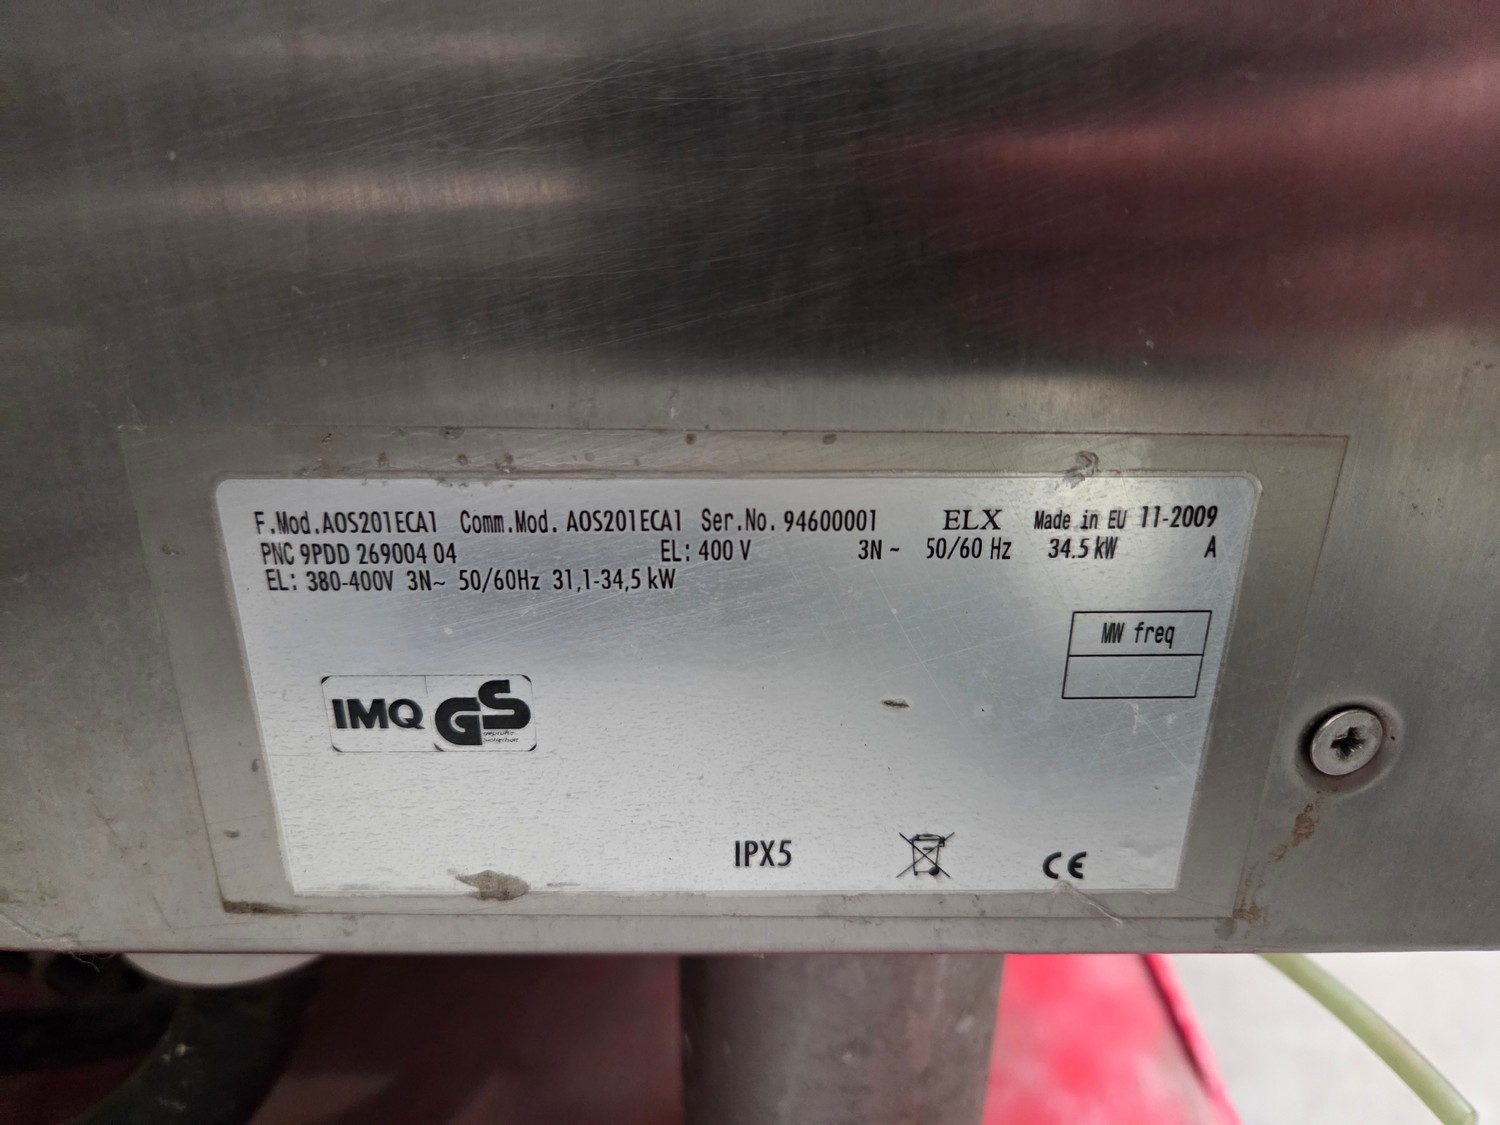 F.Mod.AOS201ECA1 Comm.Mod. AOS201ECA1 Ser.No. 94600001 ELX Made in EU 11-2009
PNC 9PDD 269004 04 EL: 400 V 3N ~ 50/60 Hz 34.5 kW A
EL: 380-400V 3N~ 50/60Hz 31,1-34,5 kW
MW freq
IMQ GS
geprüfte
Sicherheit
IPX5
CE